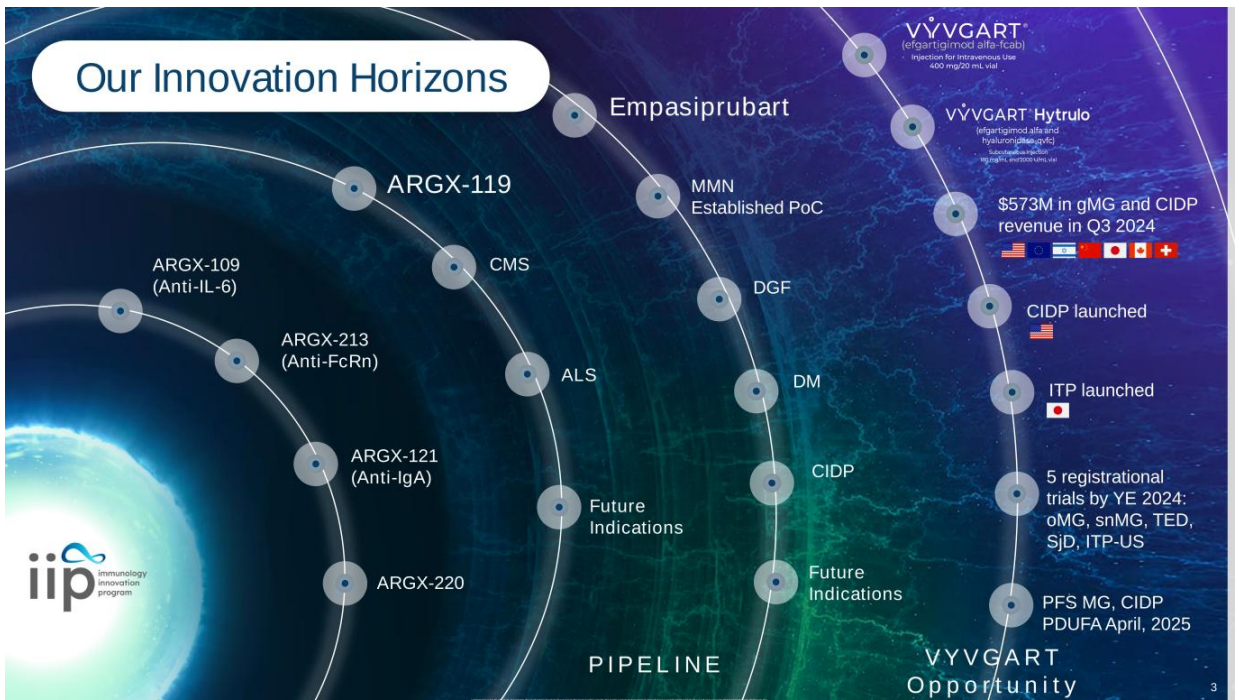 Our Innovation Horizons
ARGX-109
(Anti-IL-6)
ARGX-213
(Anti-FcRn)
ARGX-121
(Anti-IgA)
ARGX-220
iip immunology
innovation
program
ARGX-119
CMS
ALS
Future
Indications
Empasiprubart
MMN
Established PoC
DGF
DM
CIDP
Future
Indications
PIPELINE
VYVGART®
(efgartigimod alfa-fcab)
Injection for Intravenous Use
400 mg/20 mL vial
VYVGART® Hytrulo
(efgartigimod alfa and
hyaluronidase-qvfc)
Subcutaneous Injection
$573M in gMG and CIDP
revenue in Q3 2024
CIDP launched
ITP launched
5 registrational
trials by YE 2024:
oMG, snMG, TED,
SjD, ITP-US
PFS MG, CIDP
PDUFA April, 2025
VYVGART
Opportunity
3